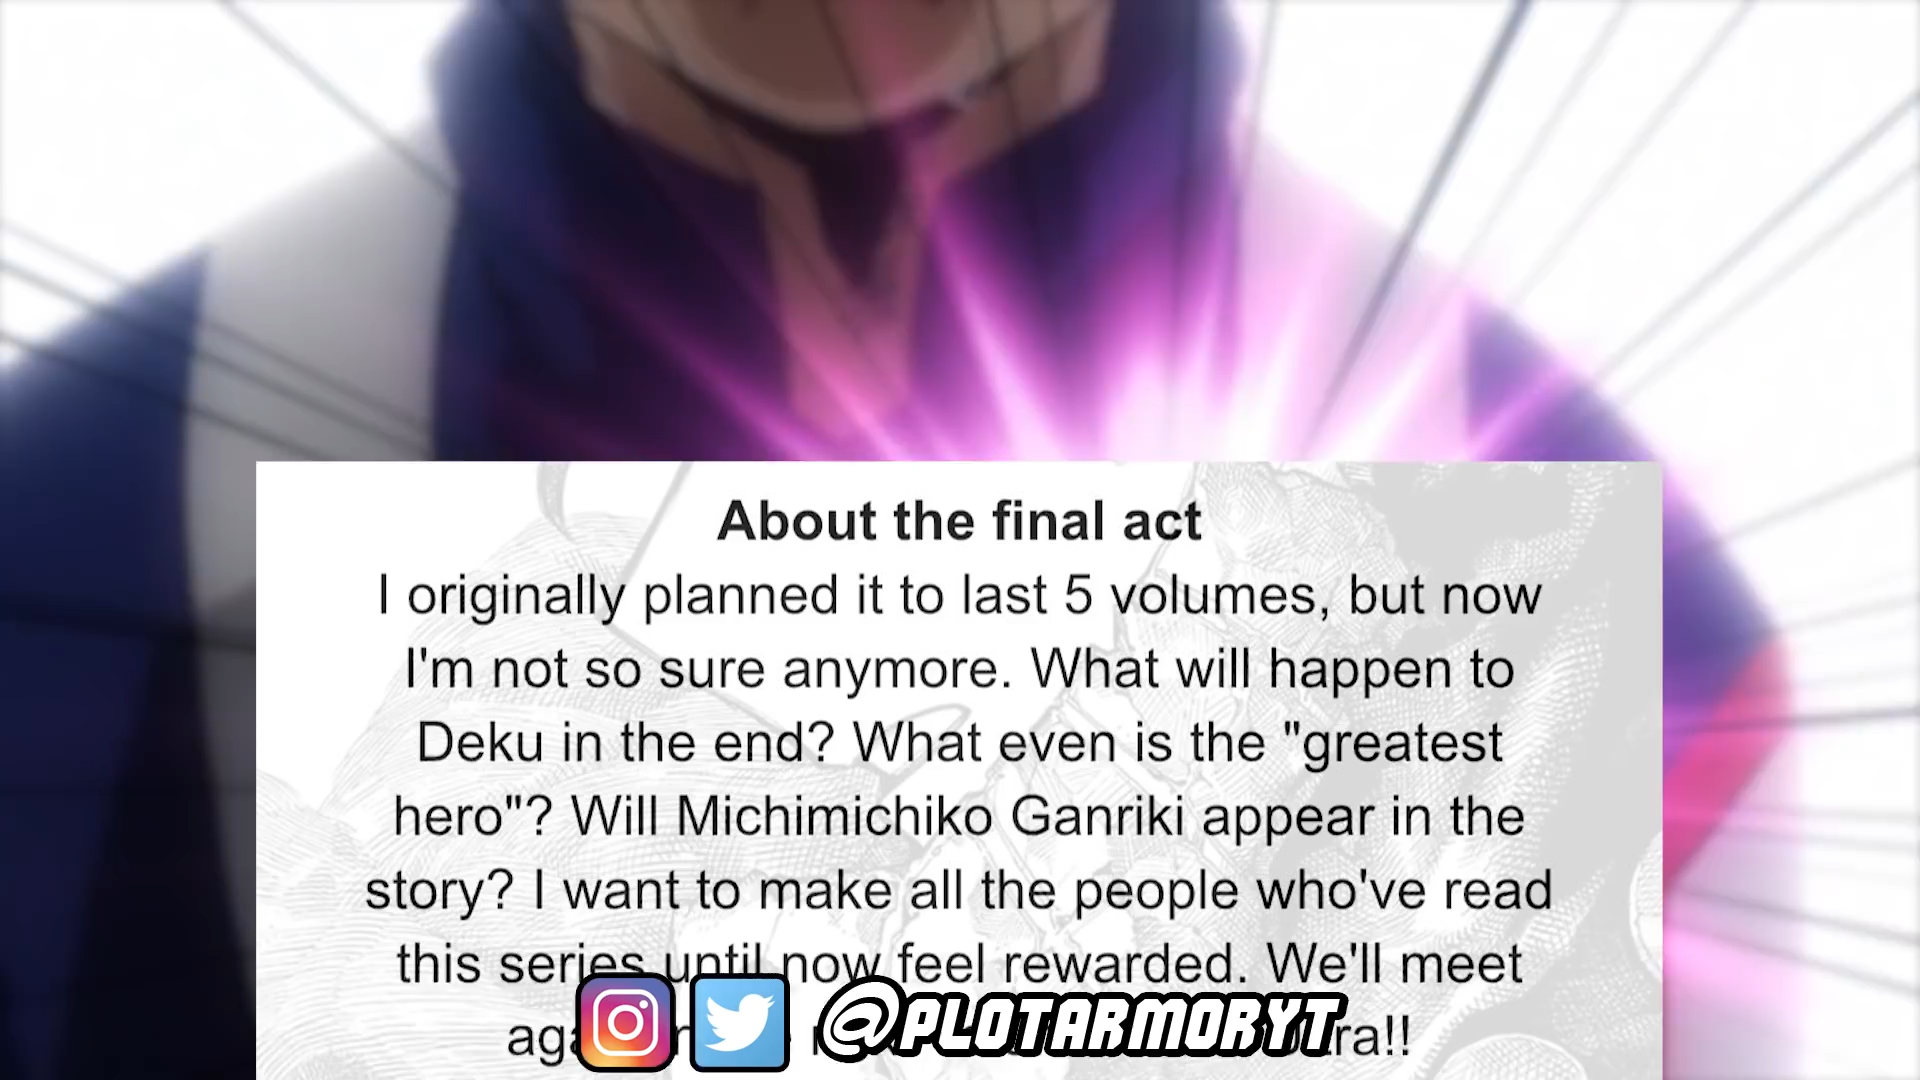 About the final act
I originally planned it to last 5 volumes, but now
I'm not so sure anymore. What will happen to
Deku in the end? What even is the "greatest
hero"? Will Michimichiko Ganriki appear in the
story? I want to make all the people who've read
this series until now feel rewarded. We'll meet
@PLOTARMORYT